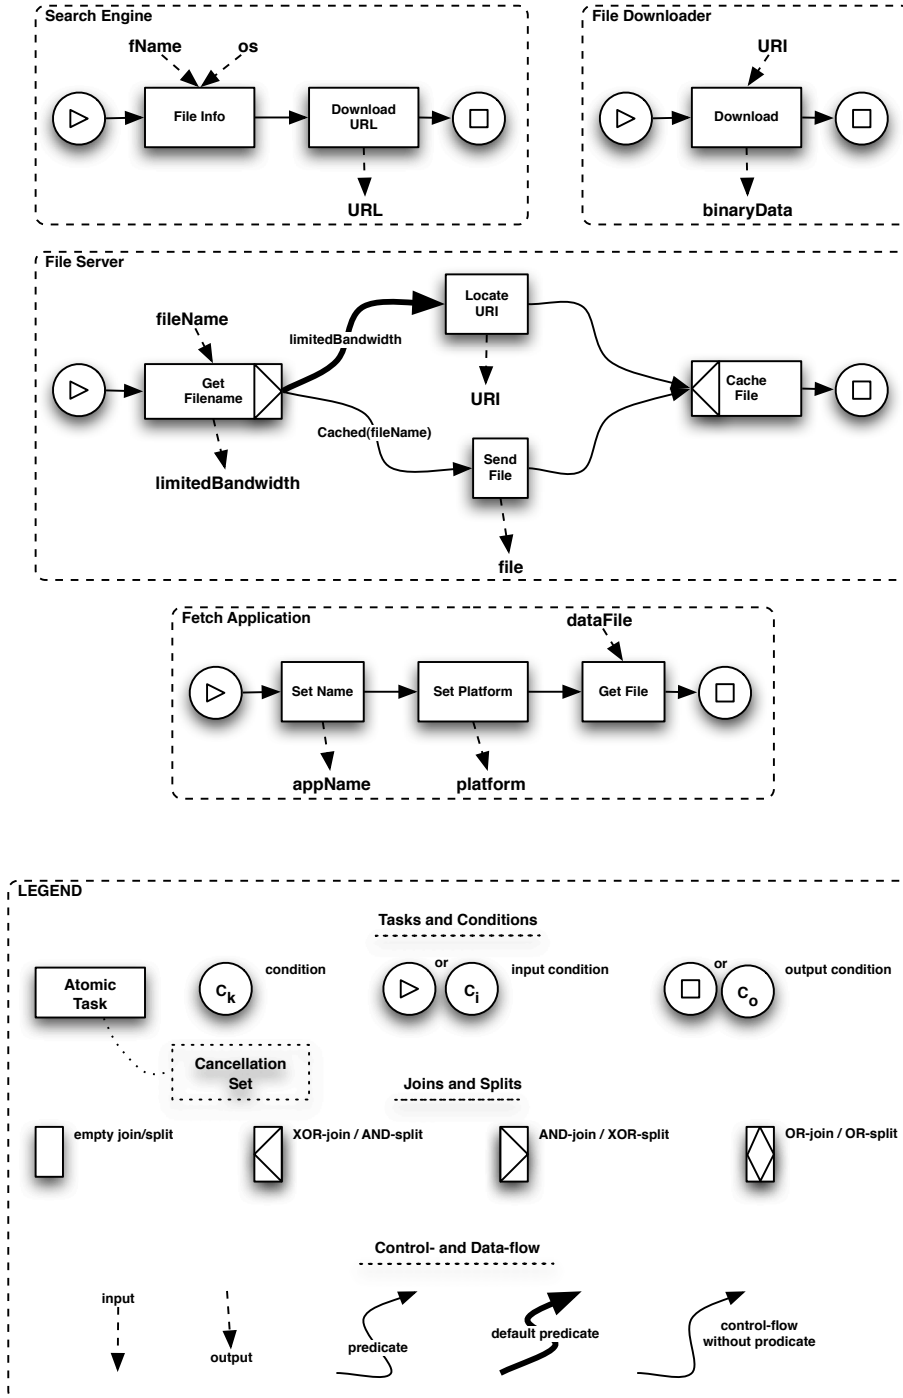 Search Engine
fName
os
File Info
Download
URL
URL
File Downloader
URI
Download
binaryData
File Server
fileName
Get
Filename
limitedBandwidth
limitedBandwidth
Cached(fileName)
Locate
URI
URI
Send
File
file
Cache
File
Fetch Application
dataFile
Set Name
Set Platform
Get File
appName
platform
LEGEND
Tasks and Conditions
Atomic
Task
Ck
condition
or
Ci
input condition
or
Co
output condition
Cancellation
Set
Joins and Splits
empty join/split
XOR-join / AND-split
AND-join / XOR-split
OR-join / OR-split
Control- and Data-flow
input
output
predicate
default predicate
control-flow
without prodicate